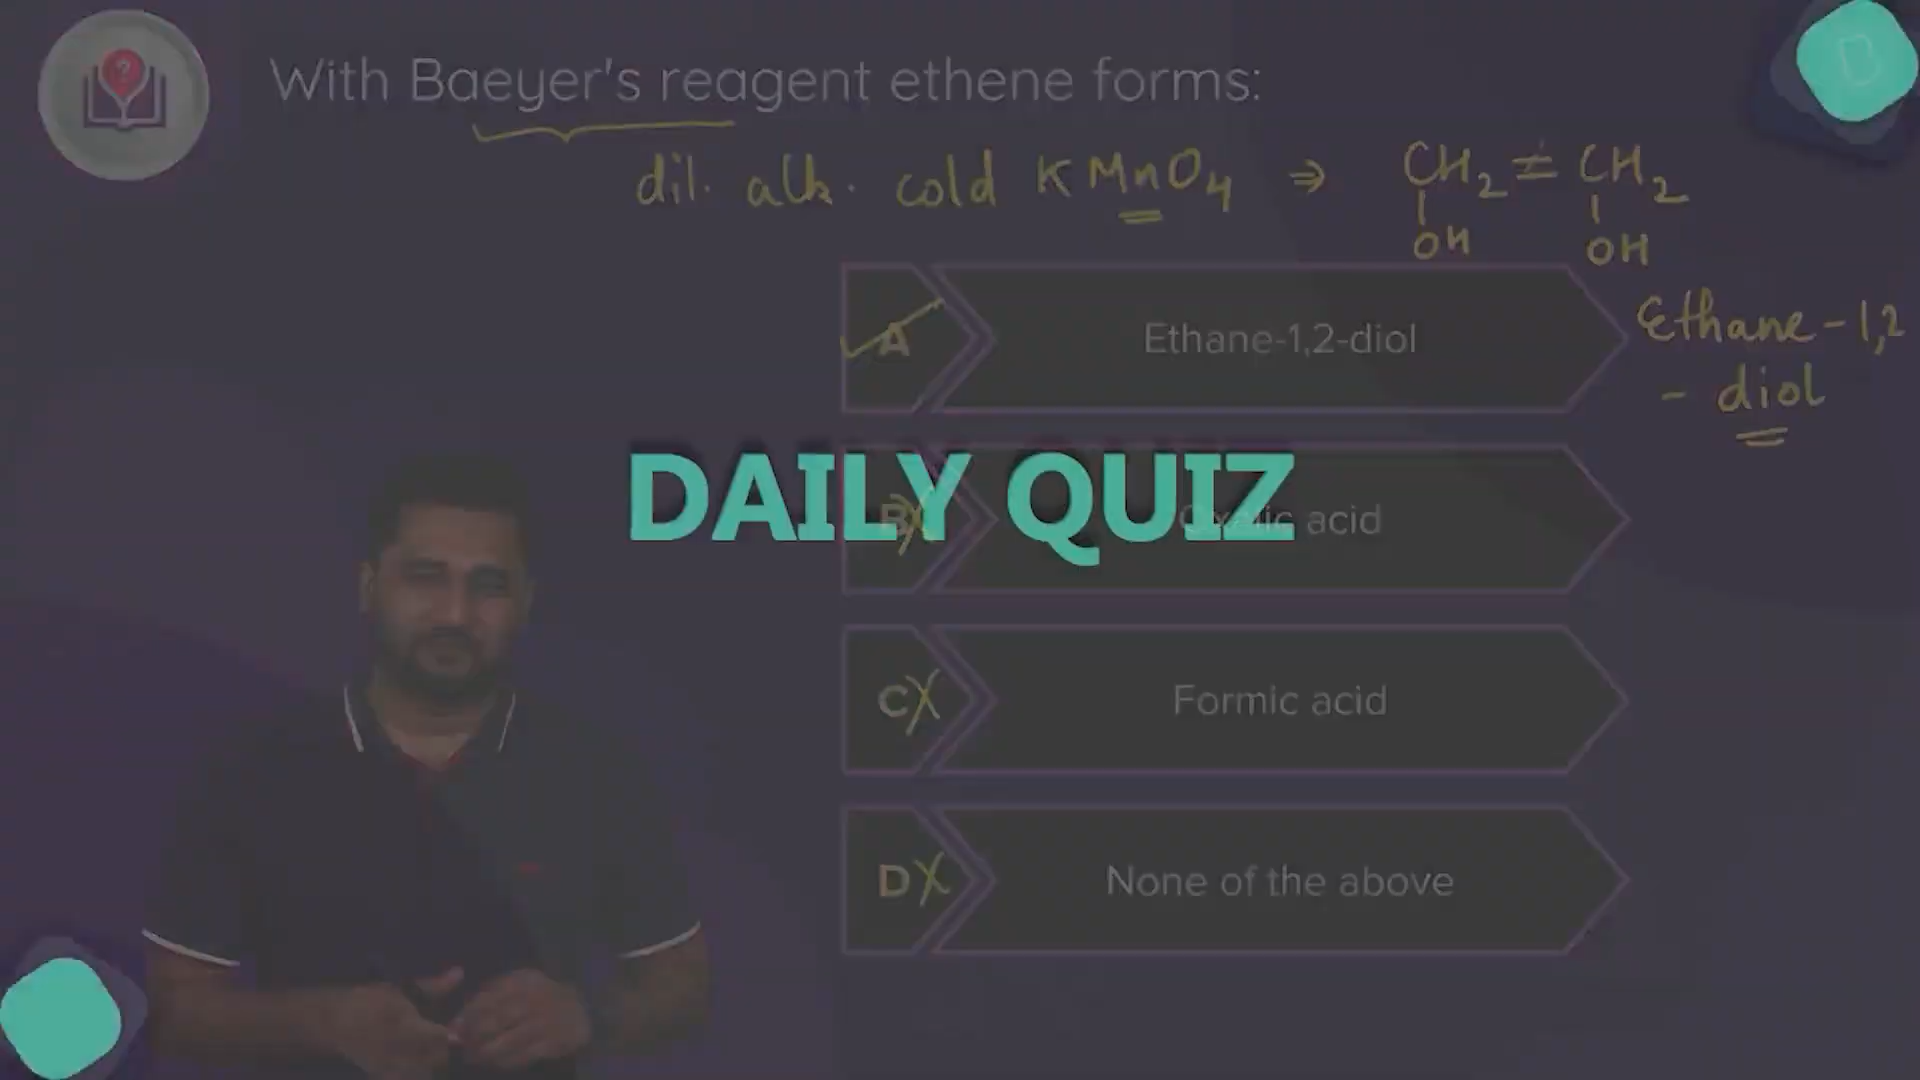 With Baeyer's reagent ethene forms:
dil. alk. cold KMnO4 ⇒ CH2 = CH2
OH OH
A Ethane-1,2-diol
Ethane-1,2
- diol
DAILY QUIZ
B Oxalic acid
C Formic acid
D None of the above